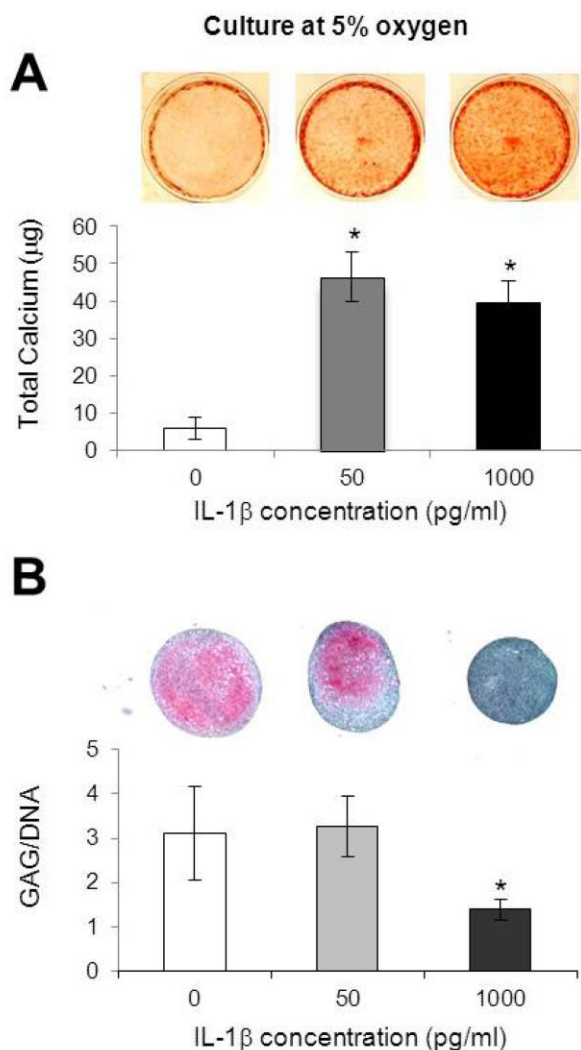 Culture at 5% oxygen
A
Total Calcium (μg)
60
50
40
30
20
10
0
*
*
0 50 1000
IL-1β concentration (pg/ml)
B
GAG/DNA
5
4
3
2
1
0
*
0 50 1000
IL-1β concentration (pg/ml)